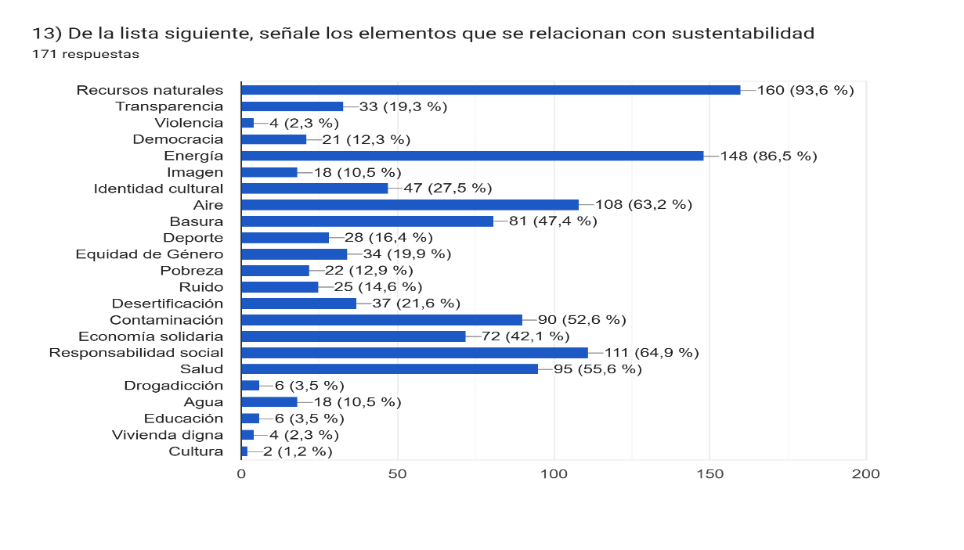 13) De la lista siguiente, señale los elementos que se relacionan con sustentabilidad
171 respuestas
Recursos naturales 160 (93,6 %)
Transparencia 33 (19,3 %)
Violencia 4 (2,3 %)
Democracia 21 (12,3 %)
Energía 148 (86,5 %)
Imagen 18 (10,5 %)
Identidad cultural 47 (27,5 %)
Aire 108 (63,2 %)
Basura 81 (47,4 %)
Deporte 28 (16,4 %)
Equidad de Género 34 (19,9 %)
Pobreza 22 (12,9 %)
Ruido 25 (14,6 %)
Desertificación 37 (21,6 %)
Contaminación 90 (52,6 %)
Economía solidaria 72 (42,1 %)
Responsabilidad social 111 (64,9 %)
Salud 95 (55,6 %)
Drogadicción 6 (3,5 %)
Agua 18 (10,5 %)
Educación 6 (3,5 %)
Vivienda digna 4 (2,3 %)
Cultura 2 (1,2 %)
0 50 100 150 200